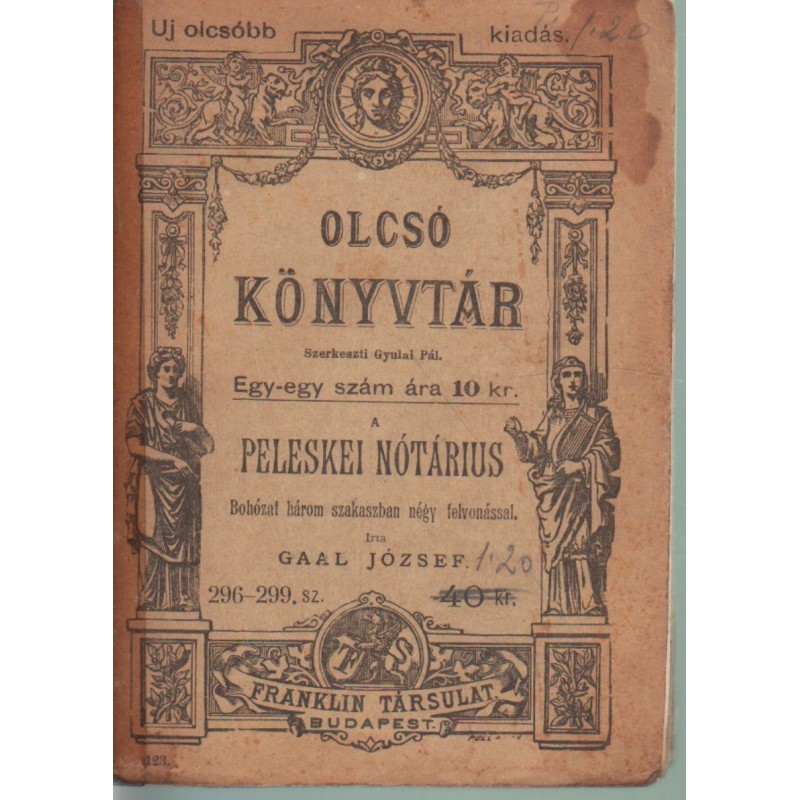 Uj olcsóbb kiadás. 1·20
OLCSÓ
KÖNYVTÁR
Szerkeszti Gyulai Pál.
Egy-egy szám ára 10 kr.
A
PELESKEI NÓTÁRIUS
Bohózat három szakaszban négy felvonással.
Irta
GAAL JÓZSEF. 1·20
296–299. sz. 40 kr.
F S
FRANKLIN TÁRSULAT
BUDAPEST.
123.